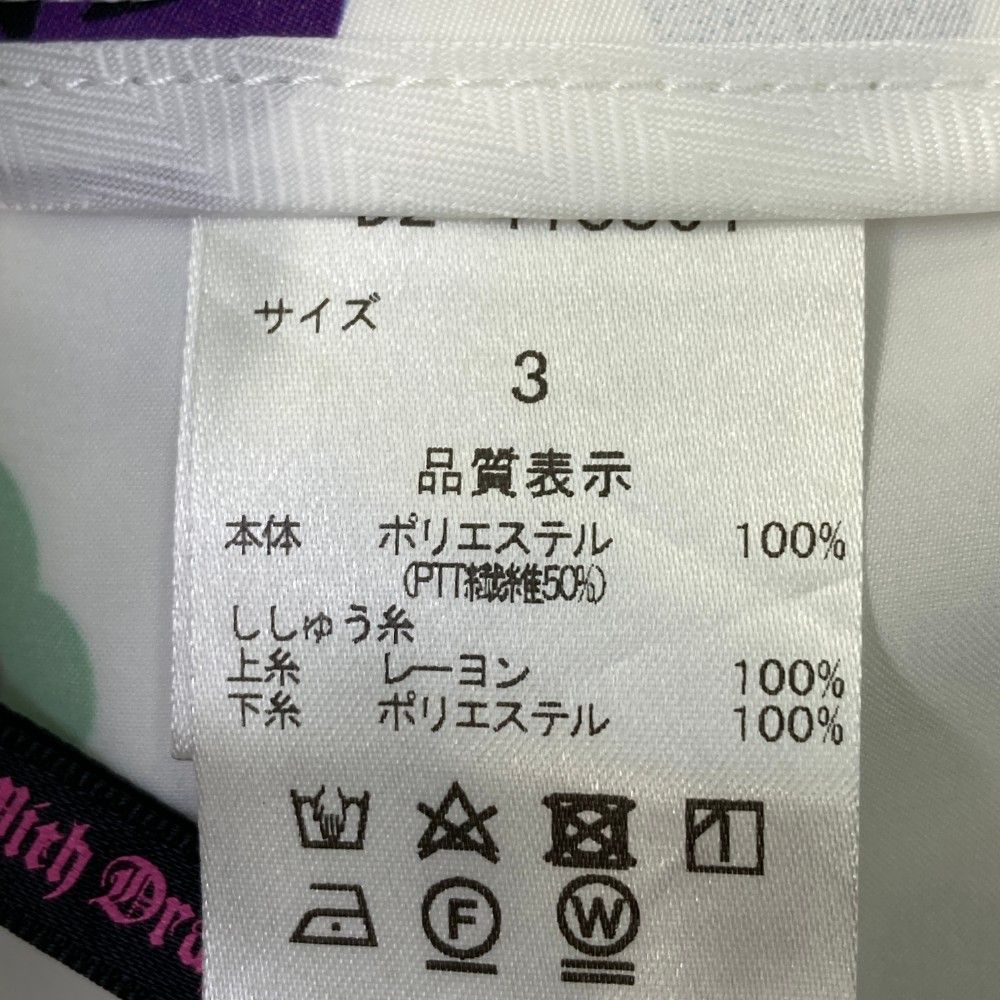 サイズ
3
品質表示
本体 ポリエステル 100%
(PTT繊維50%)
ししゅう糸
上糸 レーヨン 100%
下糸 ポリエステル 100%
F W
With